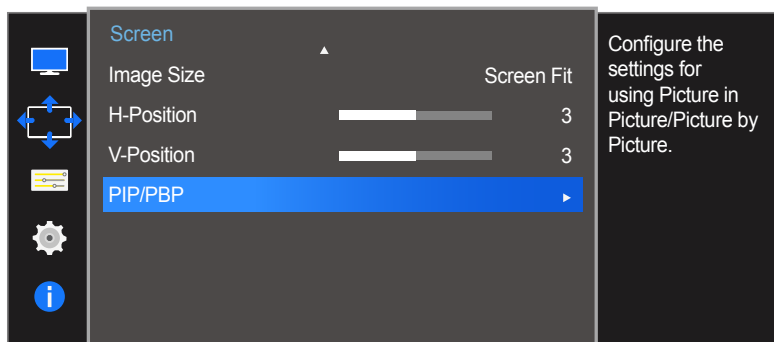 Screen
Image Size Screen Fit
H-Position 3
V-Position 3
PIP/PBP
Configure the
settings for
using Picture in
Picture/Picture by
Picture.